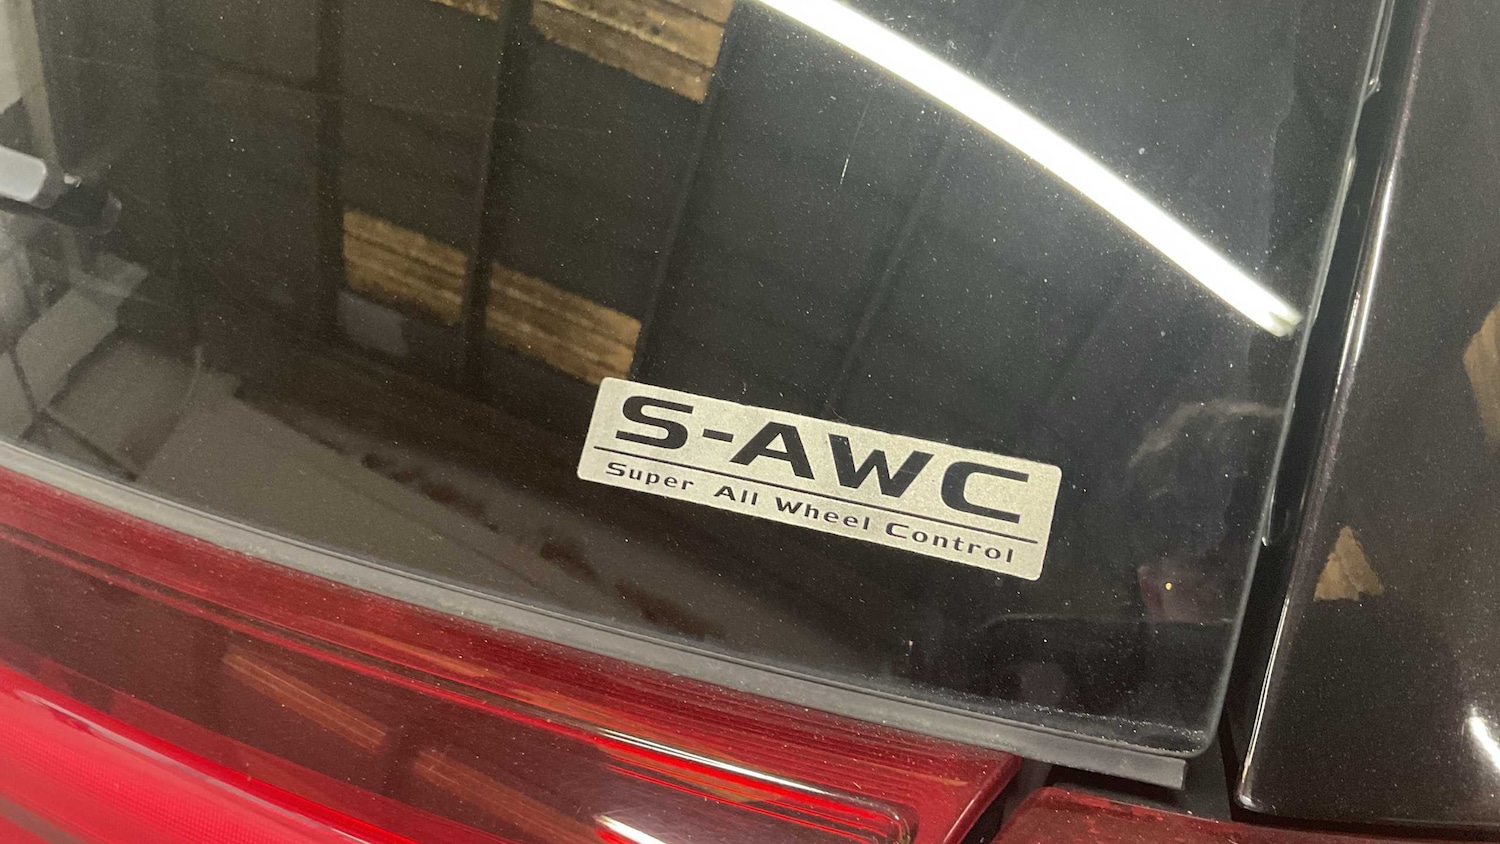 S-AWC
Super All Wheel Control